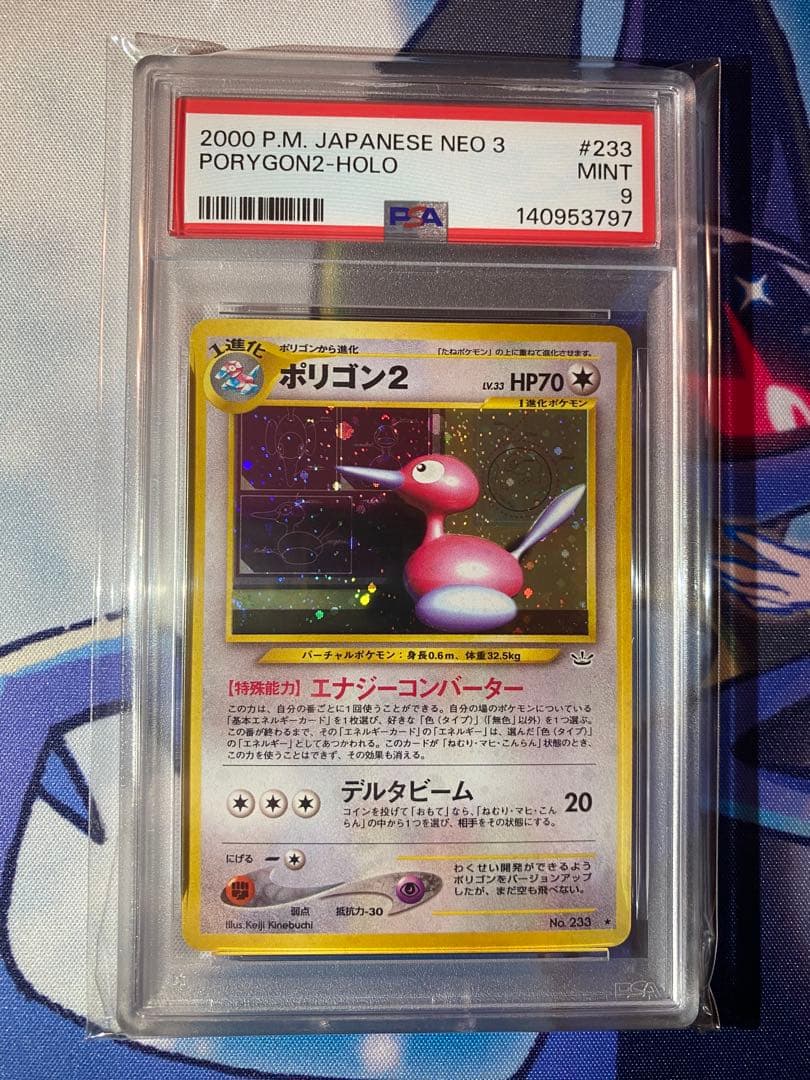 2000 P.M. JAPANESE NEO 3 #233
PORYGON2-HOLO MINT
9
PSA 140953797
1進化 ポリゴンから進化 「たねポケモン」の上に重ねて進化させます。
ポリゴン2 LV.33 HP70
1進化ポケモン
バーチャルポケモン：身長0.6m、体重32.5kg
【特殊能力】エナジーコンバーター
この力は、自分の番ごとに1回使うことができる。自分の場のポケモンについている
「基本エネルギーカード」を1枚選び、好きな「色（タイプ）」（「無色」以外）を1つ選ぶ。
この番が終わるまで、その「エネルギーカード」の「エネルギー」は、選んだ「色（タイプ）」
の「エネルギー」としてあつかわれる。このカードが「ねむり・マヒ・こんらん」状態のとき、
この力を使うことはできず、その効果も消える。
デルタビーム 20
コインを投げて「おもて」なら、「ねむり・マヒ・こん
らん」の中から1つを選び、相手をその状態にする。
にげる
わくせい開発ができるよう
ポリゴンをバージョンアップ
したが、まだ空も飛べない。
弱点 抵抗力-30
Illus.Keiji Kinebuchi No. 233 ★
PSA